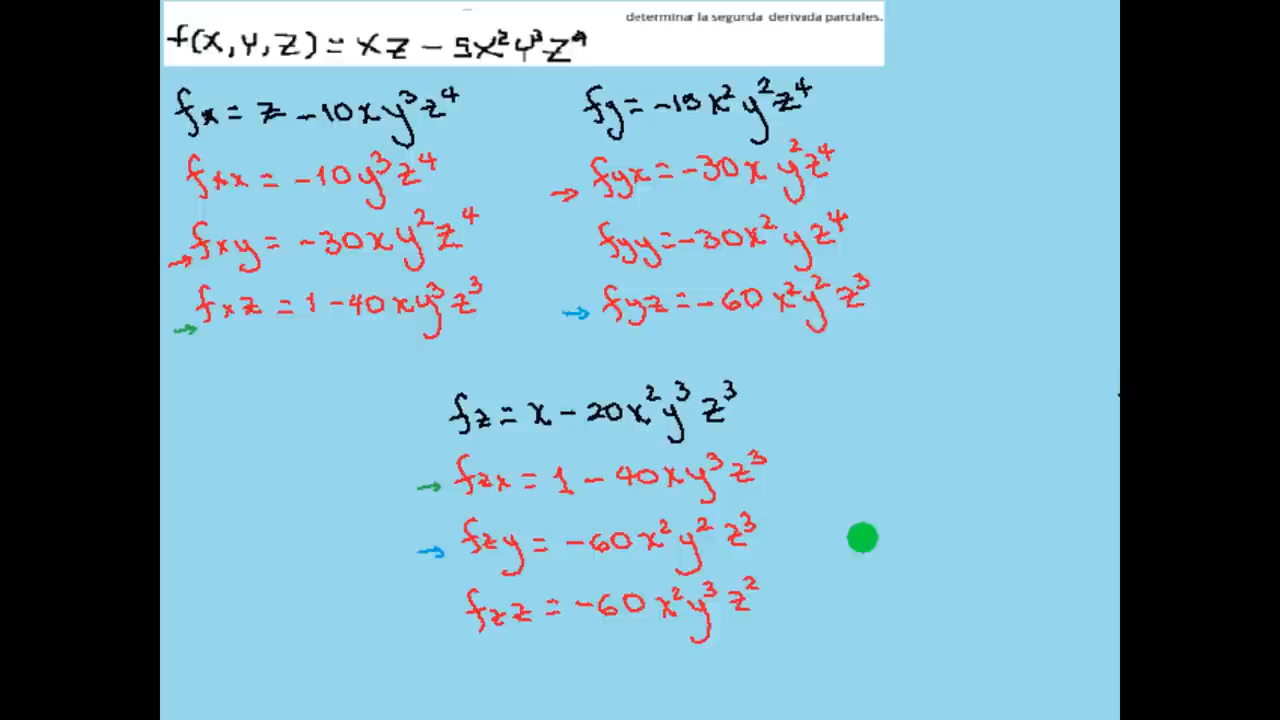 determinar la segunda derivada parciales.
f(x,y,z) = xz - 5x²y³z⁴
fx = z - 10xy³z⁴
fxx = -10y³z⁴
fxy = -30xy²z⁴
fxz = 1 - 40xy³z³
fy = -15x²y²z⁴
fyx = -30xy²z⁴
fyy = -30x²yz⁴
fyz = -60x²y²z³
fz = x - 20x²y³z³
fzx = 1 - 40xy³z³
fzy = -60x²y²z³
fzz = -60x²y³z²